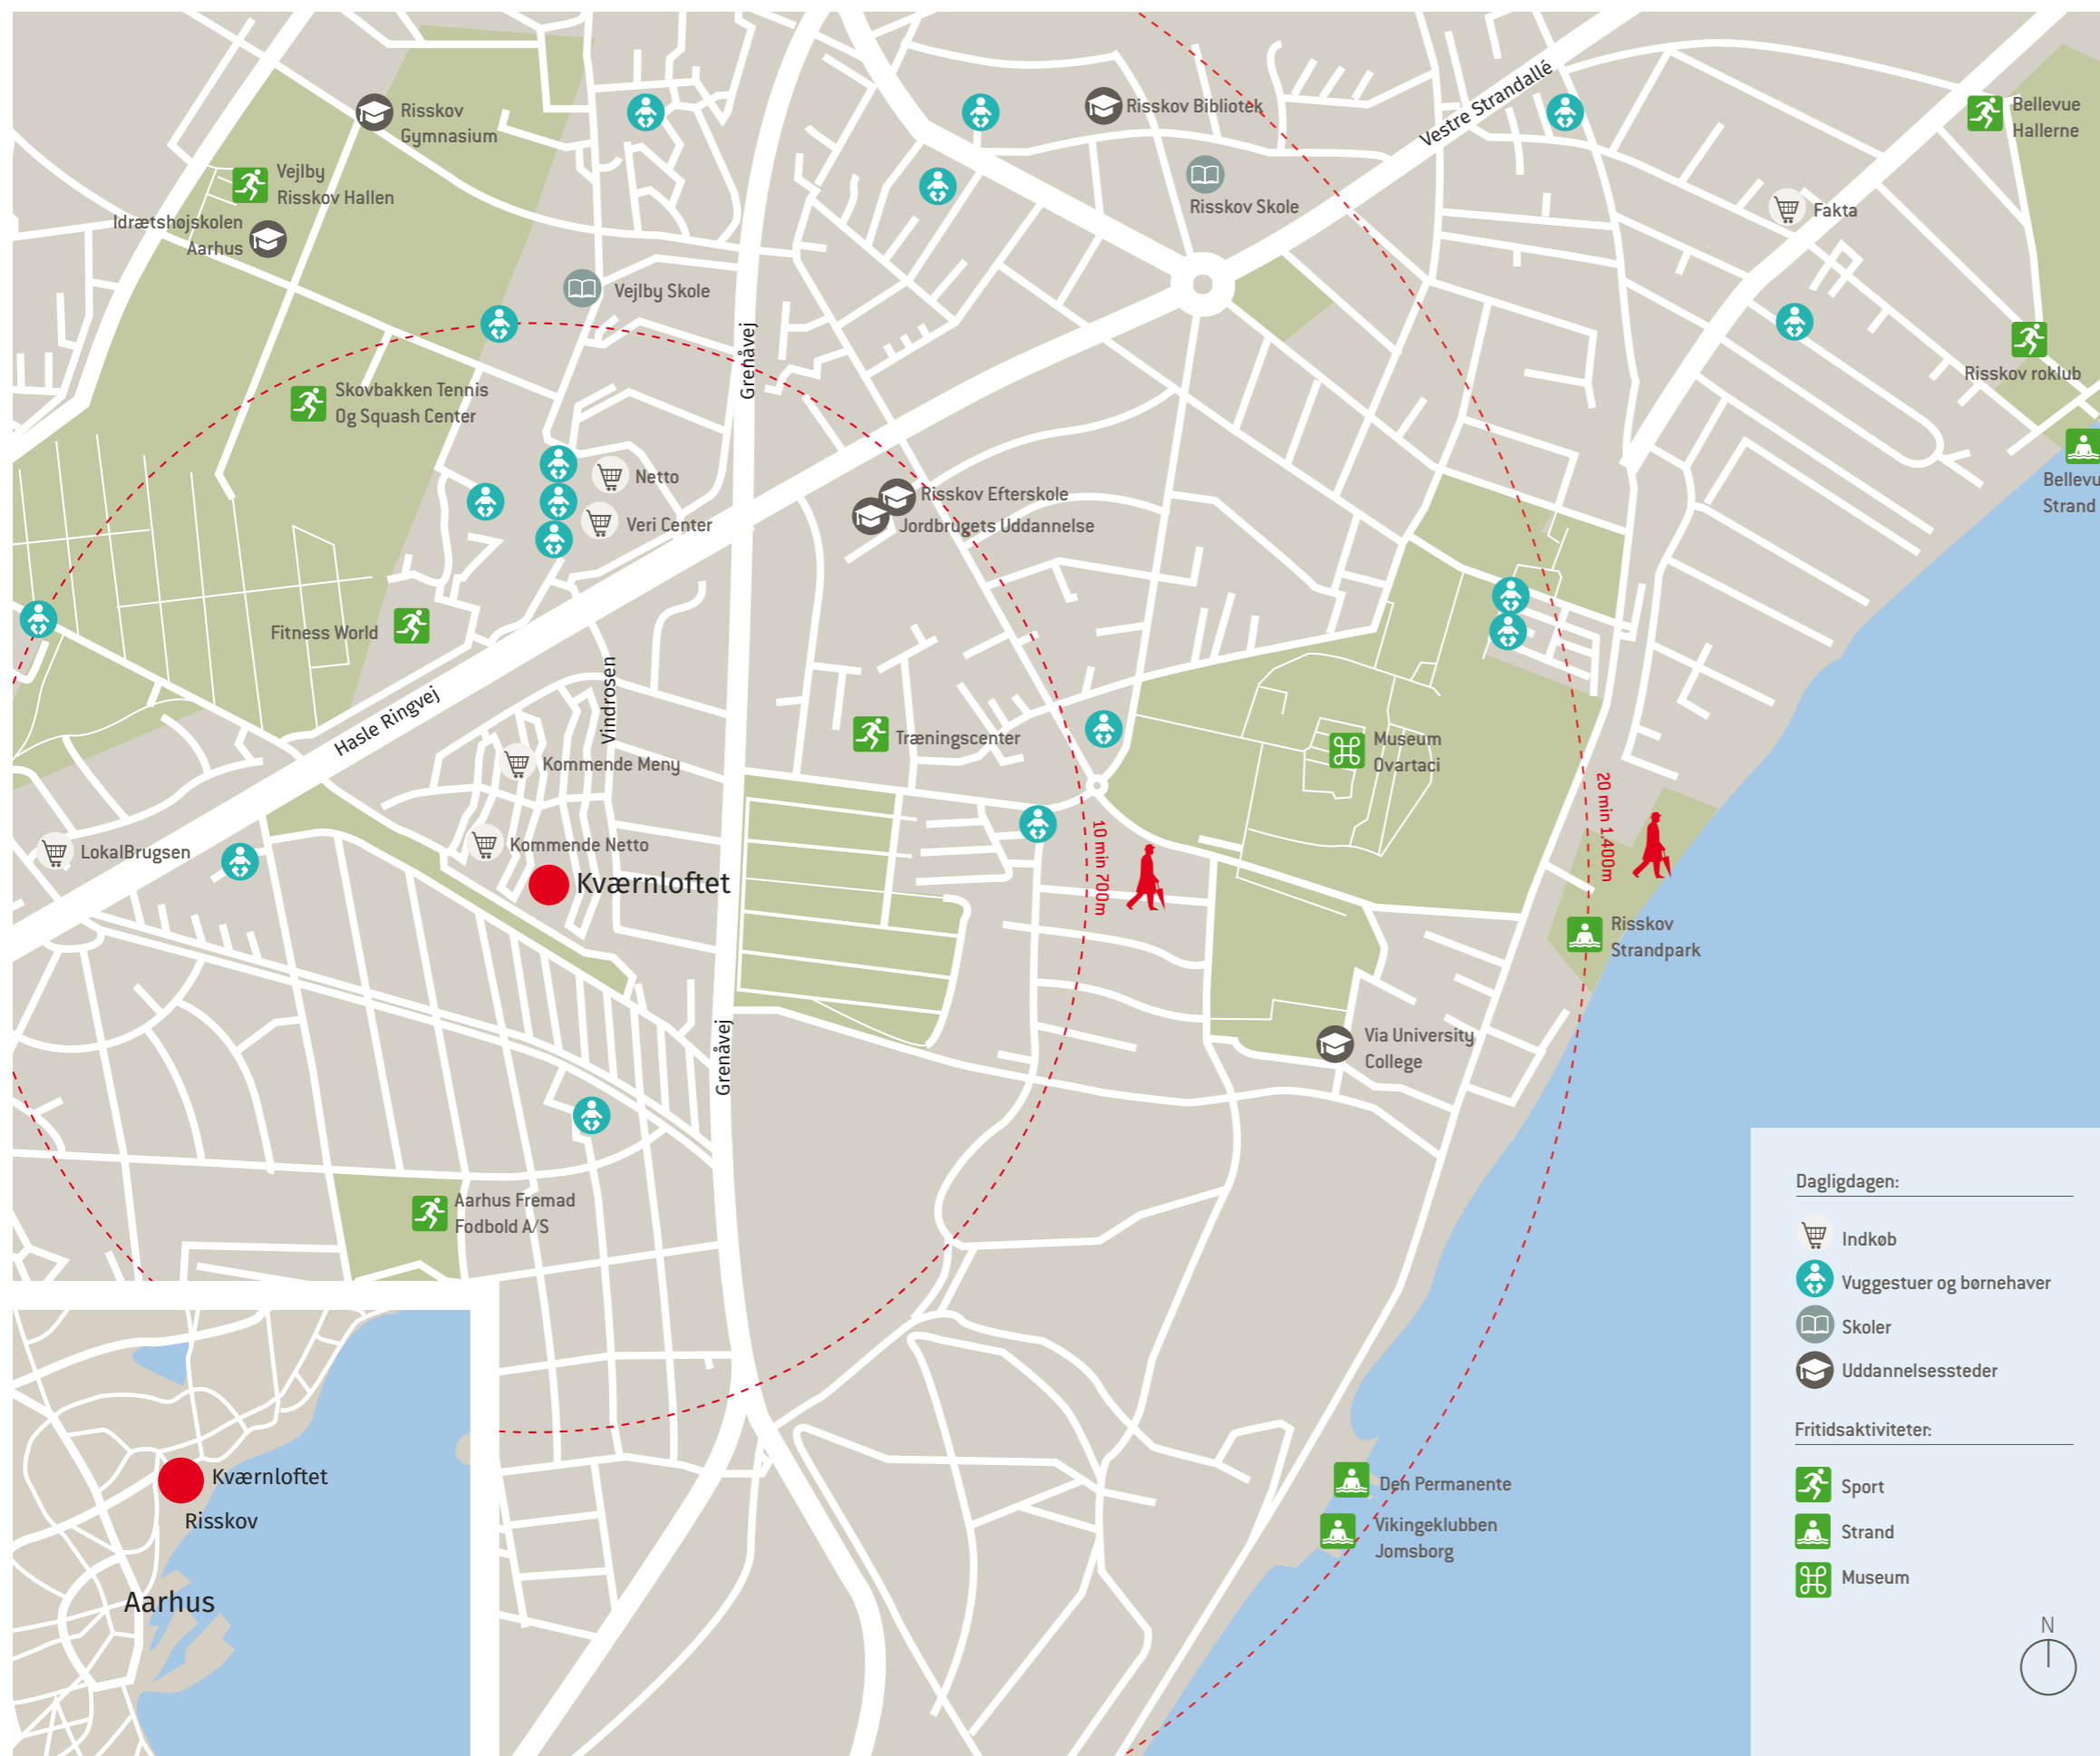 Risskov
Gymnasium
Risskov Bibliotek
Vestre Strandallé
Bellevue
Hallerne
Vejlby
Risskov Hallen
Risskov Skole
Fakta
Idrætshøjskolen
Aarhus
Vejlby Skole
Grenåvej
Risskov roklub
Skovbakken Tennis
Og Squash Center
Netto
Veri Center
Risskov Efterskole
Jordbrugets Uddannelse
Bellevu
Strand
Fitness World
Vindrosen
Hasle Ringvej
Træningscenter
Museum
Ovartaci
Kommende Meny
20 min 1.400m
10 min 700m
LokalBrugsen
Kommende Netto
Kværnloftet
Risskov
Strandpark
Grenåvej
Via University
College
Aarhus Fremad
Fodbold A/S
Den Permanente
Vikingeklubben
Jomsborg
Kværnloftet
Risskov
Aarhus
Dagligdagen:
Indkøb
Vuggestuer og børnehaver
Skoler
Uddannelsessteder
Fritidsaktiviteter:
Sport
Strand
Museum
N